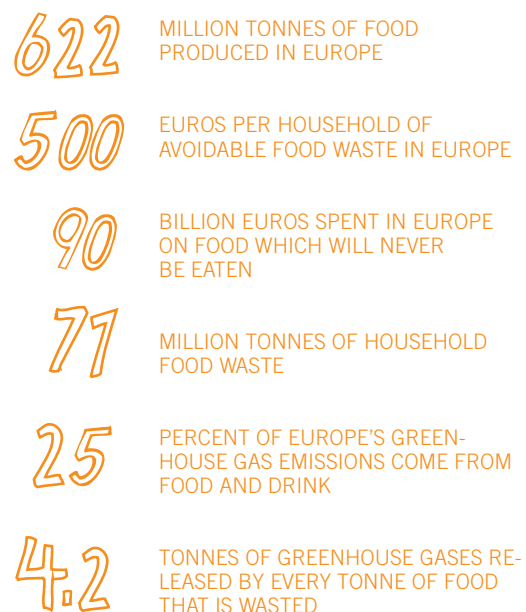 622
MILLION TONNES OF FOOD
PRODUCED IN EUROPE
500
EUROS PER HOUSEHOLD OF
AVOIDABLE FOOD WASTE IN EUROPE
90
BILLION EUROS SPENT IN EUROPE
ON FOOD WHICH WILL NEVER
BE EATEN
71
MILLION TONNES OF HOUSEHOLD
FOOD WASTE
25
PERCENT OF EUROPE'S GREEN-
HOUSE GAS EMISSIONS COME FROM
FOOD AND DRINK
4.2
TONNES OF GREENHOUSE GASES RE-
LEASED BY EVERY TONNE OF FOOD
THAT IS WASTED